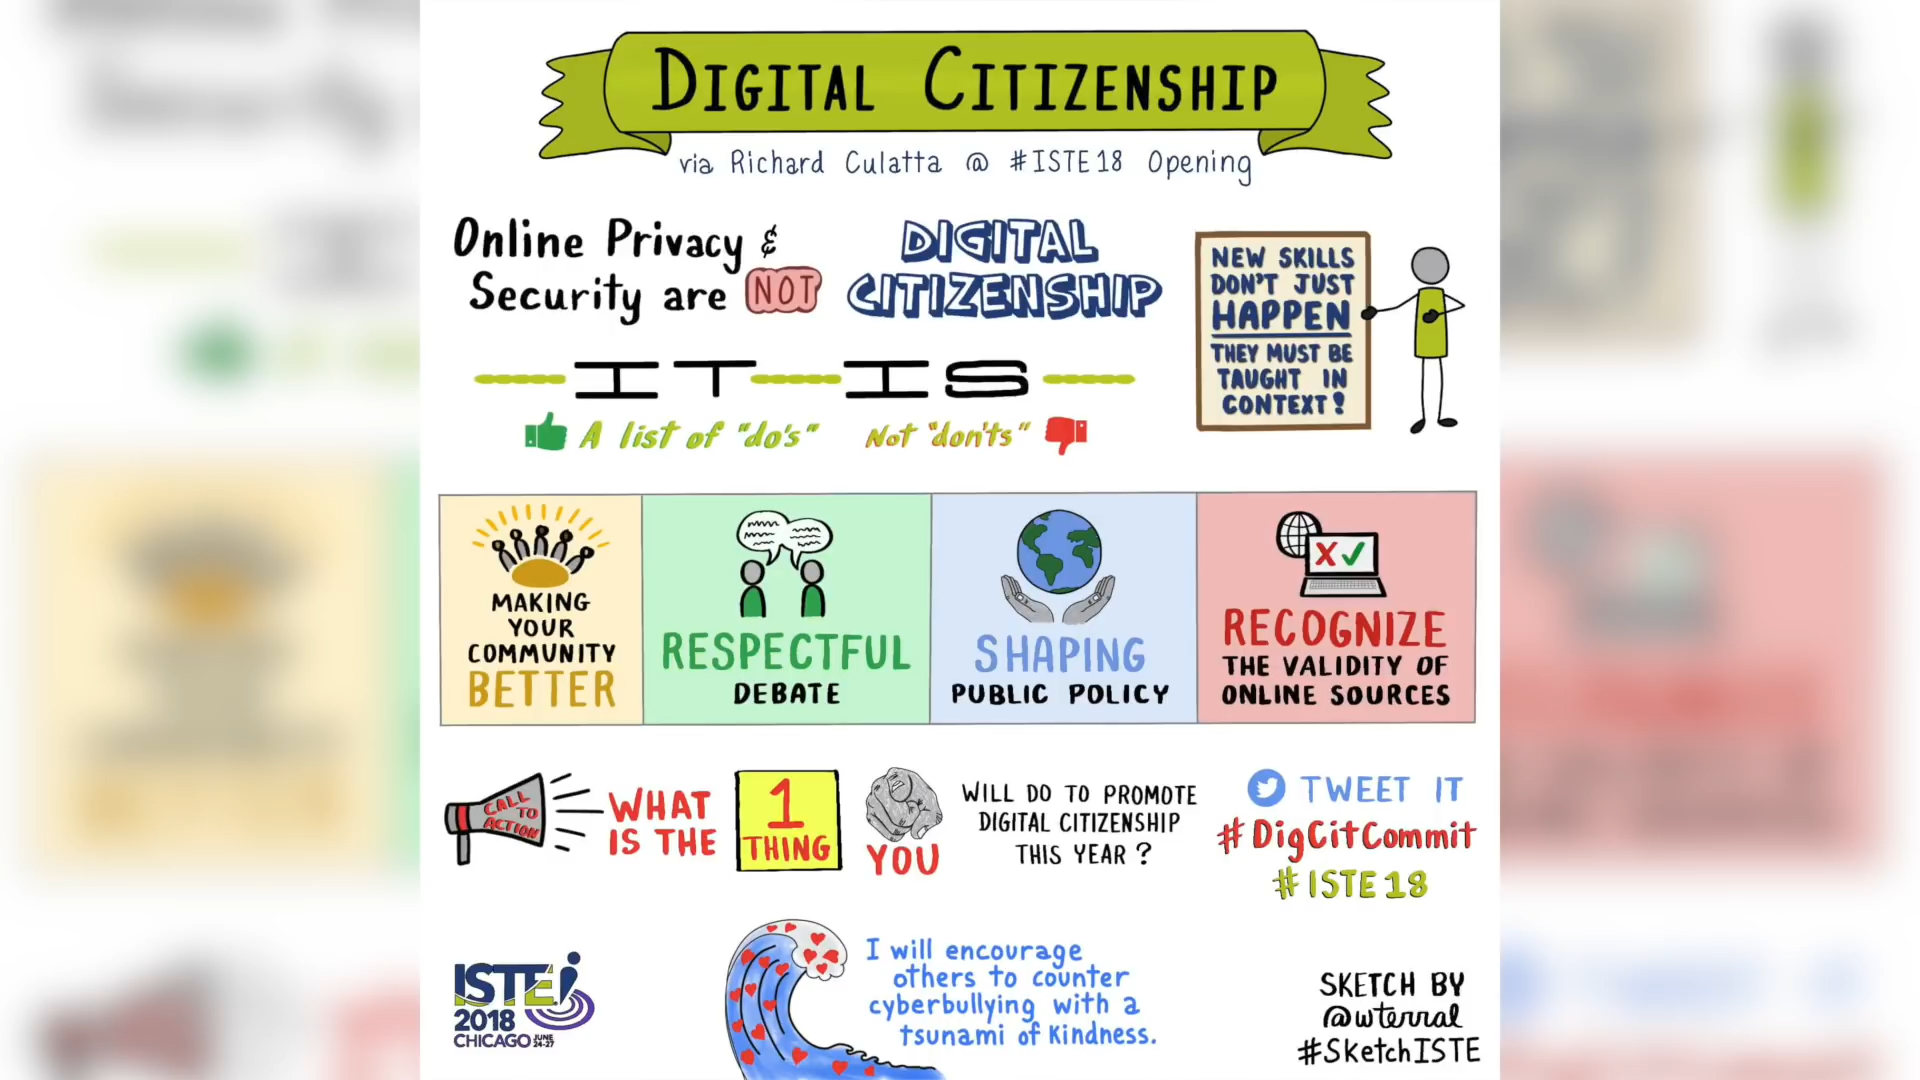 DIGITAL CITIZENSHIP
via Richard Culatta @ #ISTE18 Opening
Online Privacy &
Security are NOT
DIGITAL
CITIZENSHIP
IT IS
A list of "do's" Not "don'ts"
NEW SKILLS
DON'T JUST
HAPPEN
THEY MUST BE
TAUGHT IN
CONTEXT!
MAKING
YOUR
COMMUNITY
BETTER
RESPECTFUL
DEBATE
SHAPING
PUBLIC POLICY
X✓
RECOGNIZE
THE VALIDITY OF
ONLINE SOURCES
CALL
TO
ACTION
WHAT
IS THE
1
THING
YOU
WILL DO TO PROMOTE
DIGITAL CITIZENSHIP
THIS YEAR?
TWEET IT
#DigCitCommit
#ISTE18
ISTE
2018
CHICAGO JUNE
24-27
I will encourage
others to counter
cyberbullying with a
tsunami of Kindness.
SKETCH BY
@wterral
#SketchISTE